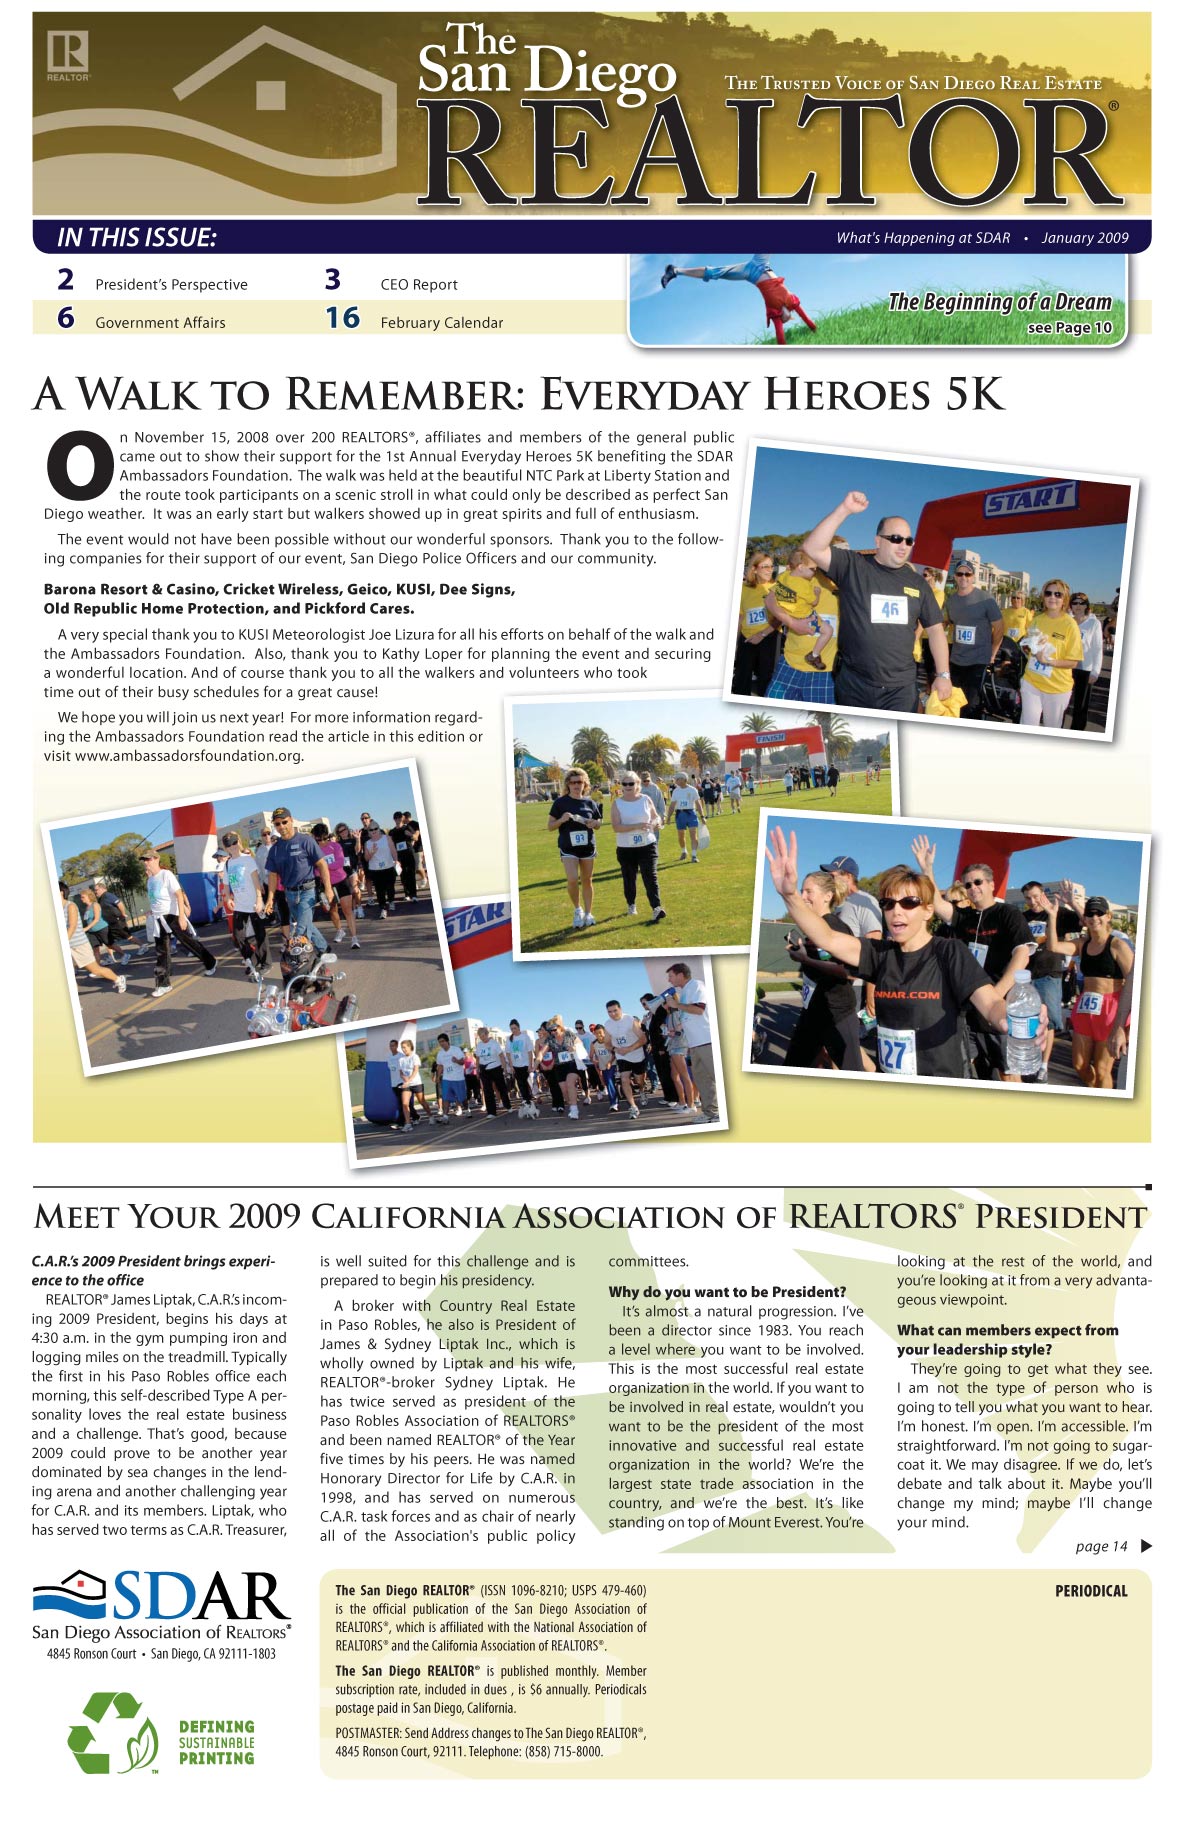 R
REALTOR®
The
San Diego
REALTOR®
The Trusted Voice of San Diego Real Estate
IN THIS ISSUE:
What's Happening at SDAR • January 2009
2 President's Perspective
3 CEO Report
6 Government Affairs
16 February Calendar
The Beginning of a Dream
see Page 10
A Walk to Remember: Everyday Heroes 5K
On November 15, 2008 over 200 REALTORS®, affiliates and members of the general public
came out to show their support for the 1st Annual Everyday Heroes 5K benefiting the SDAR
Ambassadors Foundation. The walk was held at the beautiful NTC Park at Liberty Station and
the route took participants on a scenic stroll in what could only be described as perfect San
Diego weather. It was an early start but walkers showed up in great spirits and full of enthusiasm.
The event would not have been possible without our wonderful sponsors. Thank you to the follow-
ing companies for their support of our event, San Diego Police Officers and our community.
Barona Resort & Casino, Cricket Wireless, Geico, KUSI, Dee Signs,
Old Republic Home Protection, and Pickford Cares.
A very special thank you to KUSI Meteorologist Joe Lizura for all his efforts on behalf of the walk and
the Ambassadors Foundation. Also, thank you to Kathy Loper for planning the event and securing
a wonderful location. And of course thank you to all the walkers and volunteers who took
time out of their busy schedules for a great cause!
We hope you will join us next year! For more information regard-
ing the Ambassadors Foundation read the article in this edition or
visit www.ambassadorsfoundation.org.
START
129
46
149
FINISH
93
90
START
125
NNAR.COM
127
145
Meet Your 2009 California Association of REALTORS® President
C.A.R.'s 2009 President brings experi-
ence to the office
REALTOR® James Liptak, C.A.R.'s incom-
ing 2009 President, begins his days at
4:30 a.m. in the gym pumping iron and
logging miles on the treadmill. Typically
the first in his Paso Robles office each
morning, this self-described Type A per-
sonality loves the real estate business
and a challenge. That's good, because
2009 could prove to be another year
dominated by sea changes in the lend-
ing arena and another challenging year
for C.A.R. and its members. Liptak, who
has served two terms as C.A.R. Treasurer,
is well suited for this challenge and is
prepared to begin his presidency.
A broker with Country Real Estate
in Paso Robles, he also is President of
James & Sydney Liptak Inc., which is
wholly owned by Liptak and his wife,
REALTOR®-broker Sydney Liptak. He
has twice served as president of the
Paso Robles Association of REALTORS®
and been named REALTOR® of the Year
five times by his peers. He was named
Honorary Director for Life by C.A.R. in
1998, and has served on numerous
C.A.R. task forces and as chair of nearly
all of the Association's public policy
committees.
Why do you want to be President?
It's almost a natural progression. I've
been a director since 1983. You reach
a level where you want to be involved.
This is the most successful real estate
organization in the world. If you want to
be involved in real estate, wouldn't you
want to be the president of the most
innovative and successful real estate
organization in the world? We're the
largest state trade association in the
country, and we're the best. It's like
standing on top of Mount Everest. You're
looking at the rest of the world, and
you're looking at it from a very advanta-
geous viewpoint.
What can members expect from
your leadership style?
They're going to get what they see.
I am not the type of person who is
going to tell you what you want to hear.
I'm honest. I'm open. I'm accessible. I'm
straightforward. I'm not going to sugar-
coat it. We may disagree. If we do, let's
debate and talk about it. Maybe you'll
change my mind; maybe I'll change
your mind.
page 14
SDAR
San Diego Association of REALTORS®
4845 Ronson Court • San Diego, CA 92111-1803
DEFINING
SUSTAINABLE
PRINTING
TM
The San Diego REALTOR® (ISSN 1096-8210; USPS 479-460)
is the official publication of the San Diego Association of
REALTORS®, which is affiliated with the National Association of
REALTORS® and the California Association of REALTORS®.
The San Diego REALTOR® is published monthly. Member
subscription rate, included in dues , is $6 annually. Periodicals
postage paid in San Diego, California.
POSTMASTER: Send Address changes to The San Diego REALTOR®,
4845 Ronson Court, 92111. Telephone: (858) 715-8000.
PERIODICAL